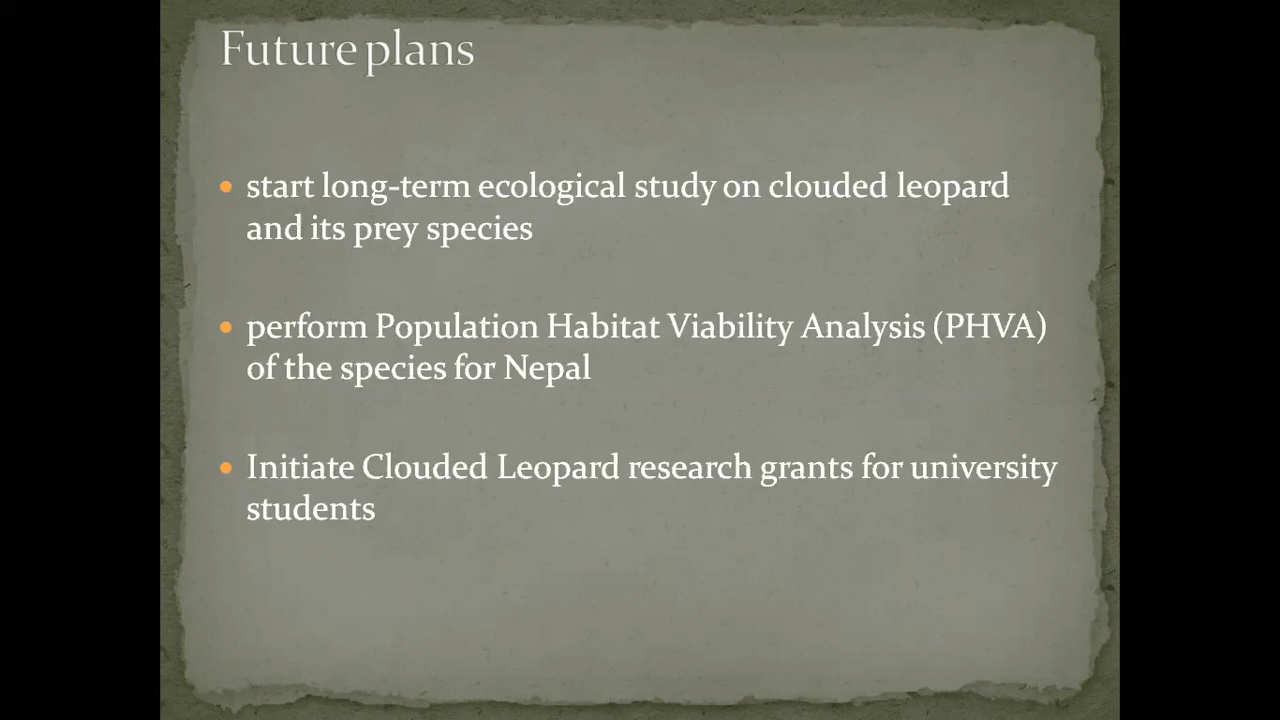 Future plans
start long-term ecological study on clouded leopard
and its prey species
perform Population Habitat Viability Analysis (PHVA)
of the species for Nepal
Initiate Clouded Leopard research grants for university
students